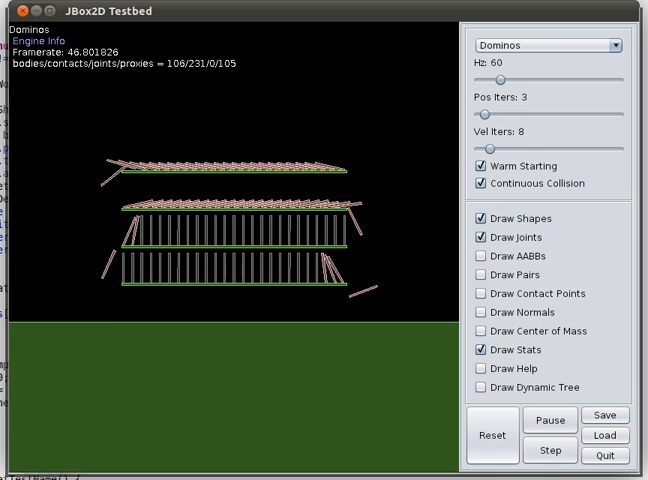 JBox2D Testbed
Dominos
Engine Info
Framerate: 46.801826
bodies/contacts/joints/proxies = 106/231/0/105
Dominos
Hz: 60
Pos Iters: 3
Vel Iters: 8
Warm Starting
Continuous Collision
Draw Shapes
Draw Joints
Draw AABBs
Draw Pairs
Draw Contact Points
Draw Normals
Draw Center of Mass
Draw Stats
Draw Help
Draw Dynamic Tree
Reset
Pause
Step
Save
Load
Quit